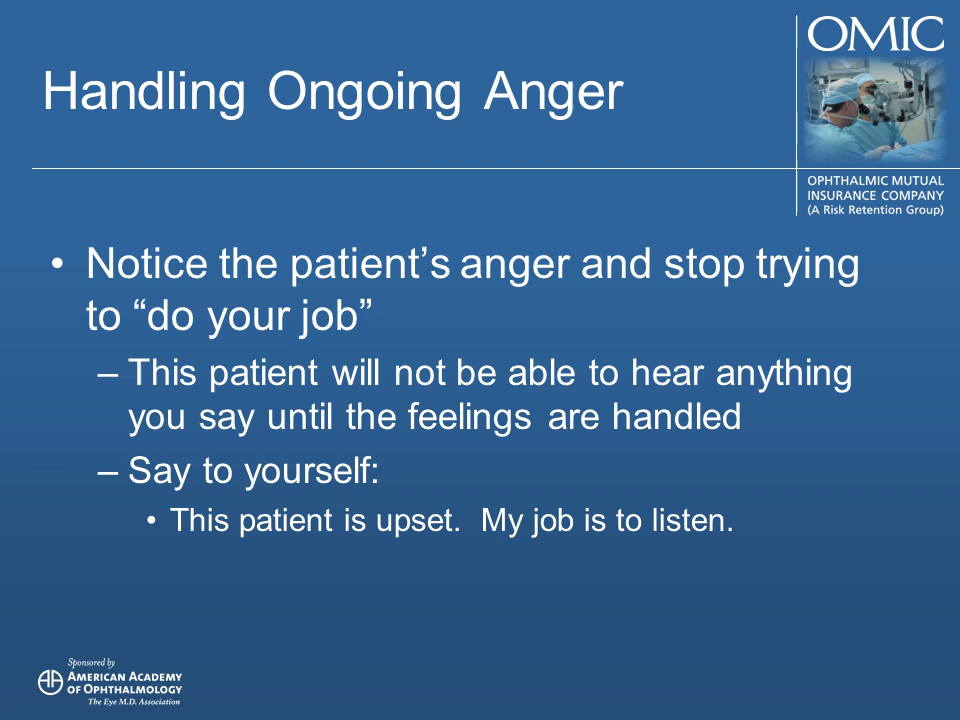 OMIC
Handling Ongoing Anger
OPHTHALMIC MUTUAL
INSURANCE COMPANY
(A Risk Retention Group)
• Notice the patient’s anger and stop trying
to “do your job”
– This patient will not be able to hear anything
you say until the feelings are handled
– Say to yourself:
• This patient is upset.  My job is to listen.
Sponsored by
AMERICAN ACADEMY
OF OPHTHALMOLOGY
The Eye M.D. Association